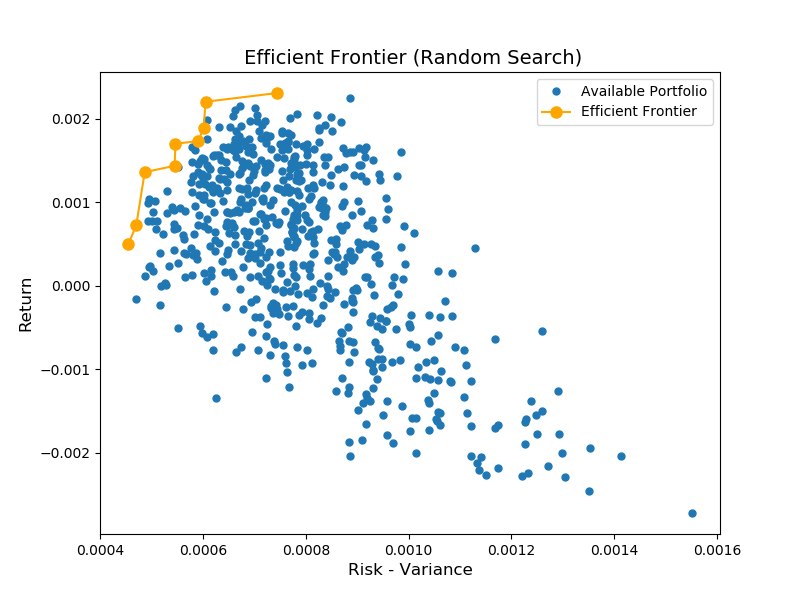 Efficient Frontier (Random Search)
Available Portfolio
Efficient Frontier
0.002
0.001
0.000
−0.001
−0.002
Return
0.0004 0.0006 0.0008 0.0010 0.0012 0.0014 0.0016
Risk - Variance